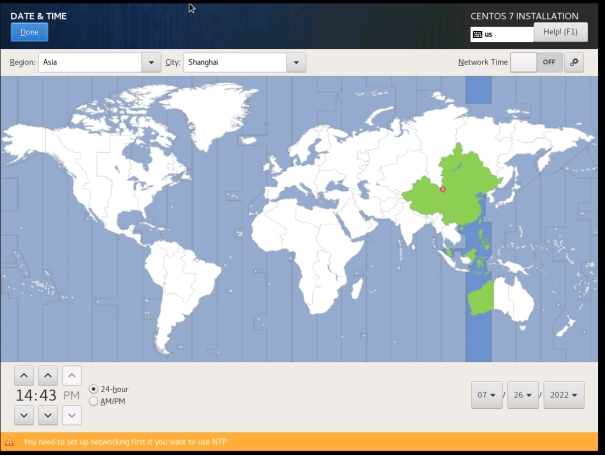 DATE & TIME
CENTOS 7 INSTALLATION
Done
us
Help! (F1)
Region:
Asia
City:
Shanghai
Network Time
OFF
14:43 PM
24-hour
AM/PM
07 / 26 / 2022
You need to set up networking first if you want to use NTP